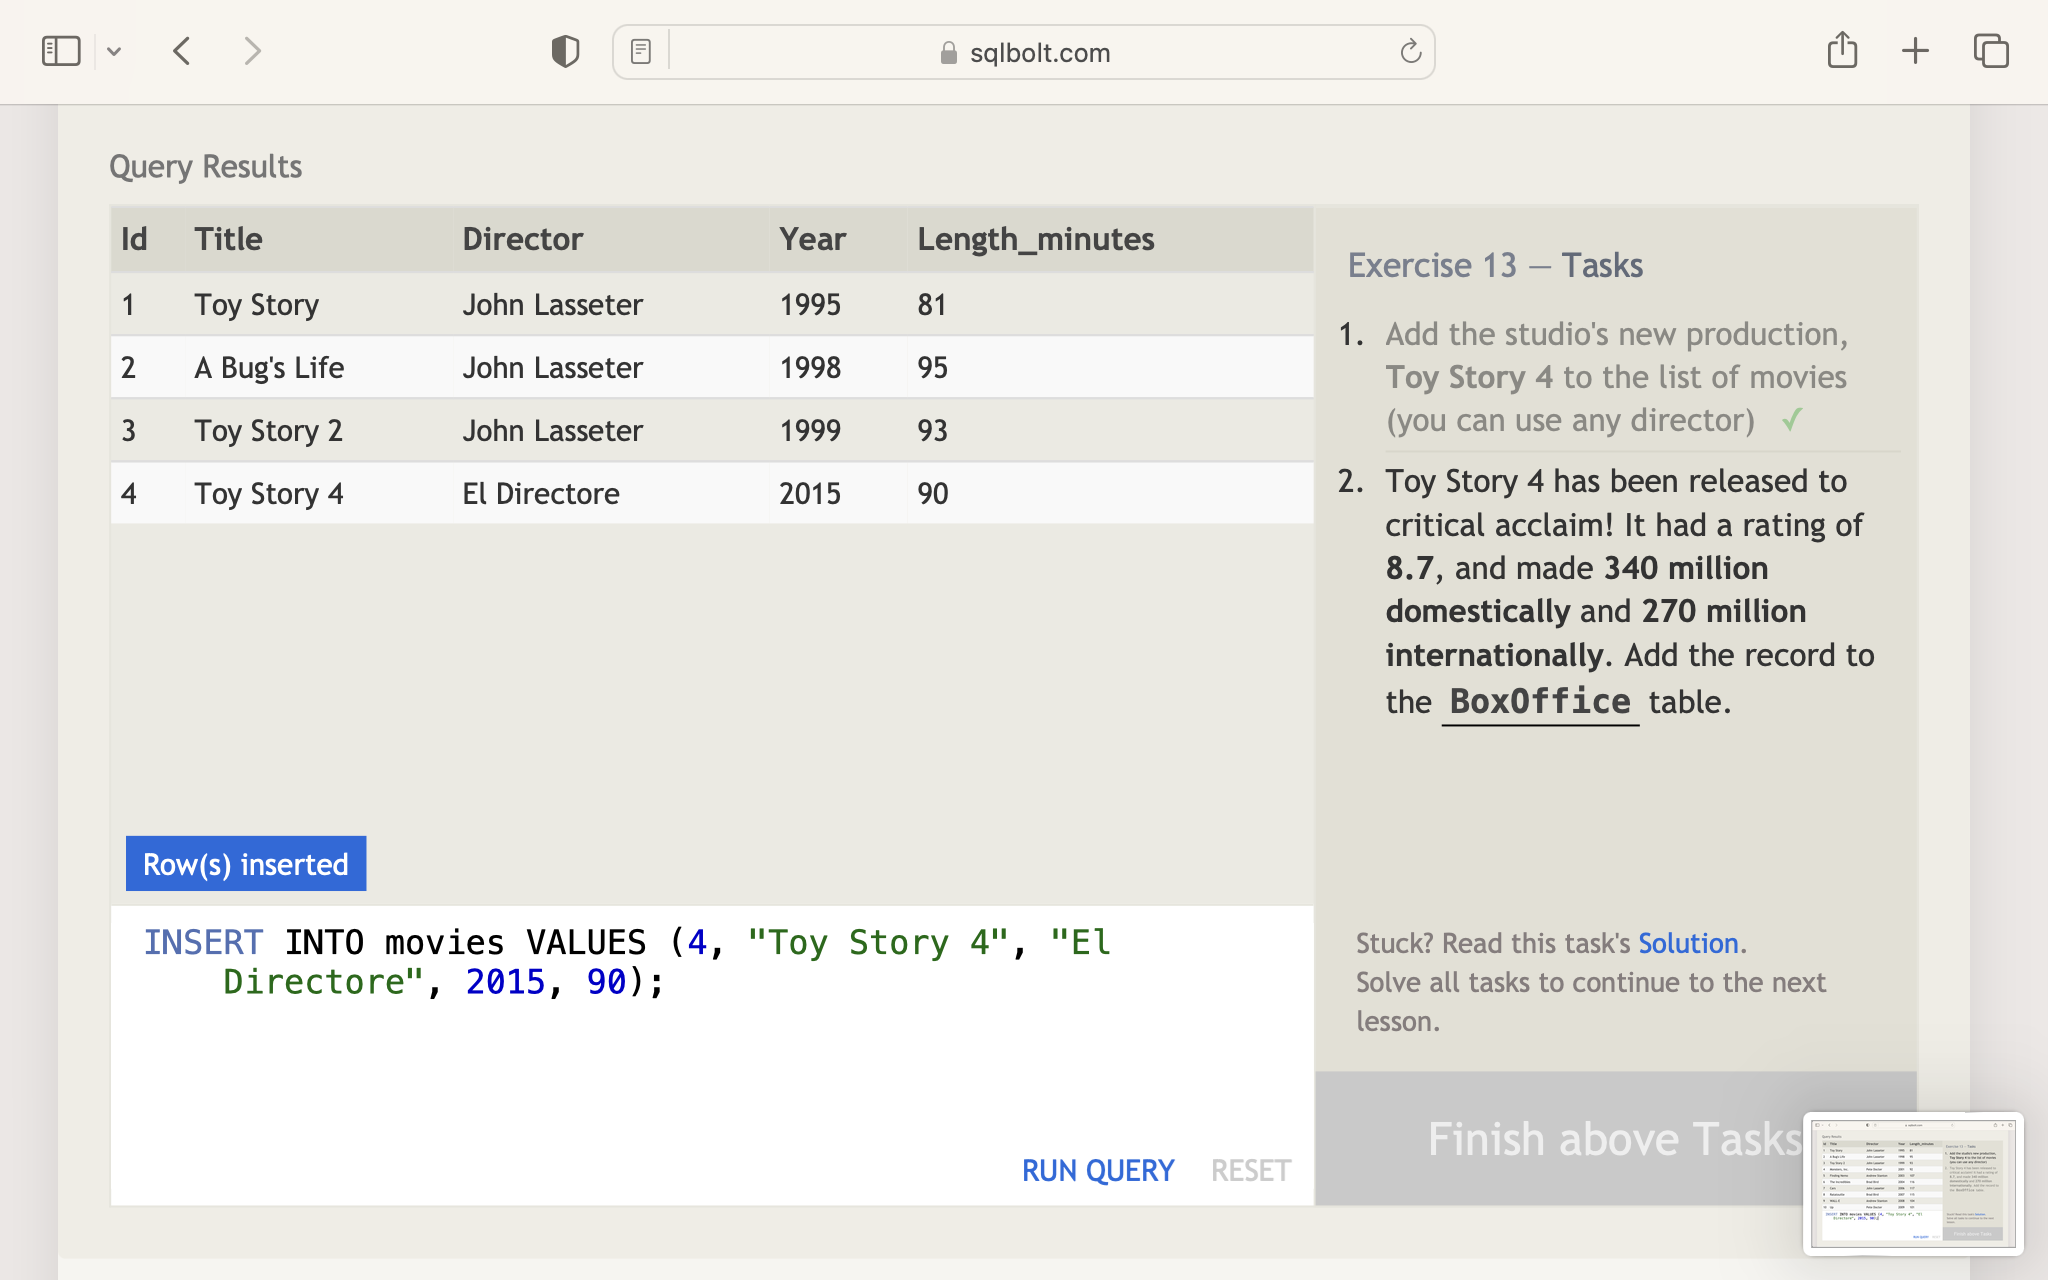 sqlbolt.com
Query Results
Id Title Director Year Length_minutes
1 Toy Story John Lasseter 1995 81
2 A Bug's Life John Lasseter 1998 95
3 Toy Story 2 John Lasseter 1999 93
4 Toy Story 4 El Directore 2015 90
Row(s) inserted
INSERT INTO movies VALUES (4, "Toy Story 4", "El
Directore", 2015, 90);
RUN QUERY RESET
Exercise 13 — Tasks
1. Add the studio's new production,
Toy Story 4 to the list of movies
(you can use any director) ✓
2. Toy Story 4 has been released to
critical acclaim! It had a rating of
8.7, and made 340 million
domestically and 270 million
internationally. Add the record to
the BoxOffice table.
Stuck? Read this task's Solution.
Solve all tasks to continue to the next
lesson.
Finish above Tasks